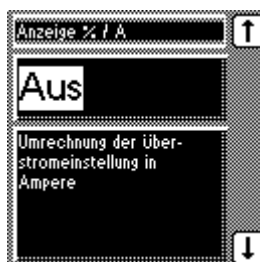 Anzeige % / A
Aus
Umrechnung der Über-
stromeinstellung in
Ampere